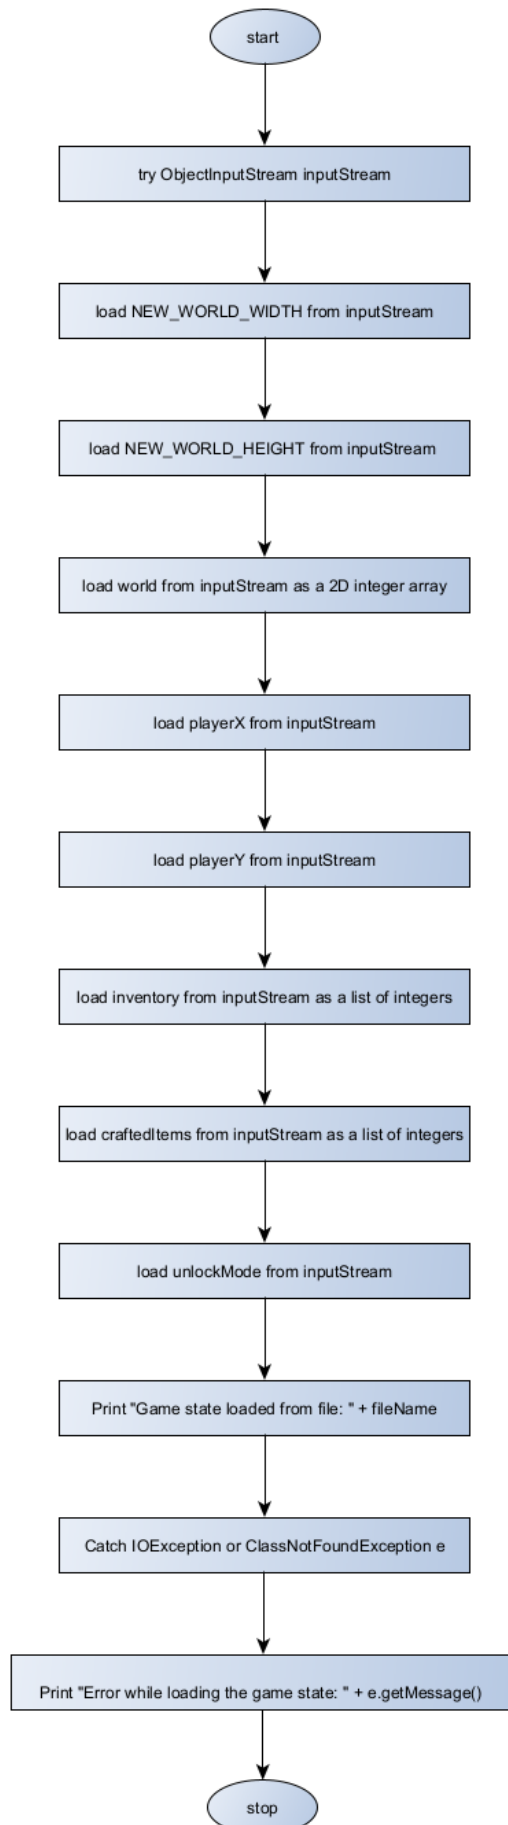 start
try ObjectInputStream inputStream
load NEW_WORLD_WIDTH from inputStream
load NEW_WORLD_HEIGHT from inputStream
load world from inputStream as a 2D integer array
load playerX from inputStream
load playerY from inputStream
load inventory from inputStream as a list of integers
load craftedItems from inputStream as a list of integers
load unlockMode from inputStream
Print "Game state loaded from file: " + fileName
Catch IOException or ClassNotFoundException e
Print "Error while loading the game state: " + e.getMessage()
stop